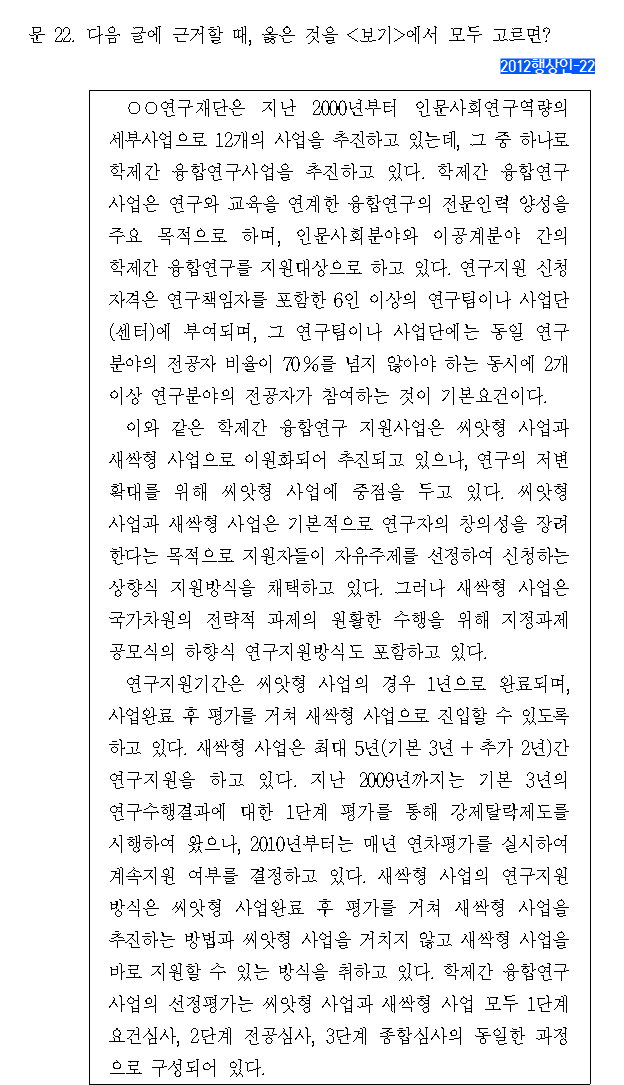 문 22. 다음 글에 근거할 때, 옳은 것을 <보기>에서 모두 고르면?
2012행상인-22
○○연구재단은 지난 2000년부터 인문사회연구역량의
세부사업으로 12개의 사업을 추진하고 있는데, 그 중 하나로
학제간 융합연구사업을 추진하고 있다. 학제간 융합연구
사업은 연구와 교육을 연계한 융합연구의 전문인력 양성을
주요 목적으로 하며, 인문사회분야와 이공계분야 간의
학제간 융합연구를 지원대상으로 하고 있다. 연구지원 신청
자격은 연구책임자를 포함한 6인 이상의 연구팀이나 사업단
(센터)에 부여되며, 그 연구팀이나 사업단에는 동일 연구
분야의 전공자 비율이 70%를 넘지 않아야 하는 동시에 2개
이상 연구분야의 전공자가 참여하는 것이 기본요건이다.
이와 같은 학제간 융합연구 지원사업은 씨앗형 사업과
새싹형 사업으로 이원화되어 추진되고 있으나, 연구의 저변
확대를 위해 씨앗형 사업에 중점을 두고 있다. 씨앗형
사업과 새싹형 사업은 기본적으로 연구자의 창의성을 장려
한다는 목적으로 지원자들이 자유주제를 선정하여 신청하는
상향식 지원방식을 채택하고 있다. 그러나 새싹형 사업은
국가차원의 전략적 과제의 원활한 수행을 위해 지정과제
공모식의 하향식 연구지원방식도 포함하고 있다.
연구지원기간은 씨앗형 사업의 경우 1년으로 완료되며,
사업완료 후 평가를 거쳐 새싹형 사업으로 진입할 수 있도록
하고 있다. 새싹형 사업은 최대 5년(기본 3년 + 추가 2년)간
연구지원을 하고 있다. 지난 2009년까지는 기본 3년의
연구수행결과에 대한 1단계 평가를 통해 강제탈락제도를
시행하여 왔으나, 2010년부터는 매년 연차평가를 실시하여
계속지원 여부를 결정하고 있다. 새싹형 사업의 연구지원
방식은 씨앗형 사업완료 후 평가를 거쳐 새싹형 사업을
추진하는 방법과 씨앗형 사업을 거치지 않고 새싹형 사업을
바로 지원할 수 있는 방식을 취하고 있다. 학제간 융합연구
사업의 선정평가는 씨앗형 사업과 새싹형 사업 모두 1단계
요건심사, 2단계 전공심사, 3단계 종합심사의 동일한 과정
으로 구성되어 있다.